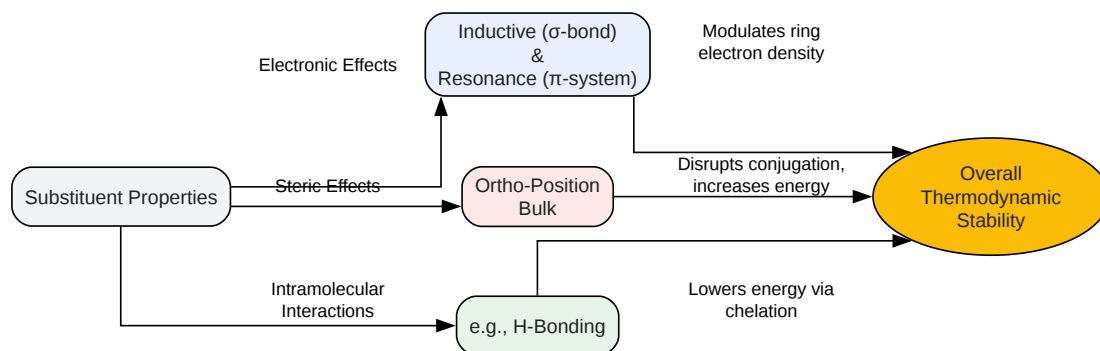 Electronic Effects
Inductive (σ-bond)
&
Resonance (π-system)
Modulates ring
electron density
Substituent Properties
Steric Effects
Ortho-Position
Bulk
Disrupts conjugation,
increases energy
Overall
Thermodynamic
Stability
Intramolecular
Interactions
e.g., H-Bonding
Lowers energy via
chelation